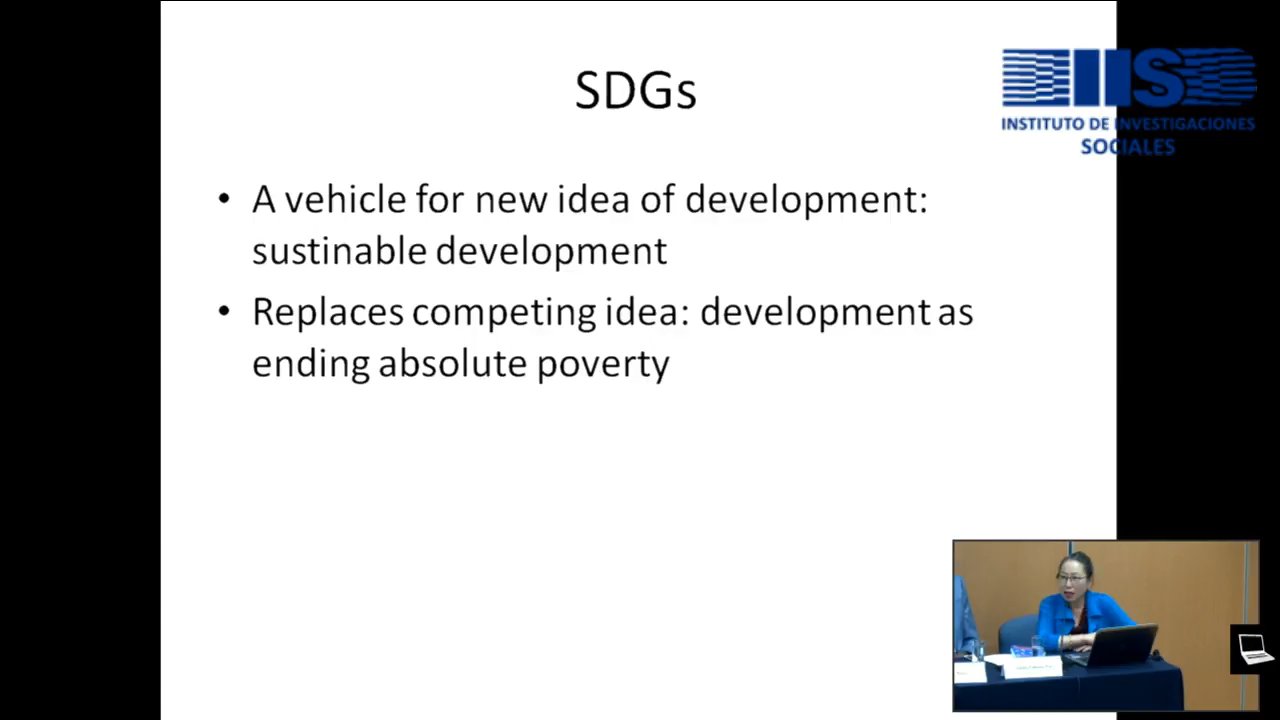 SDGs
IIS
INSTITUTO DE INVESTIGACIONES
SOCIALES
• A vehicle for new idea of development:
sustinable development
• Replaces competing idea: development as
ending absolute poverty